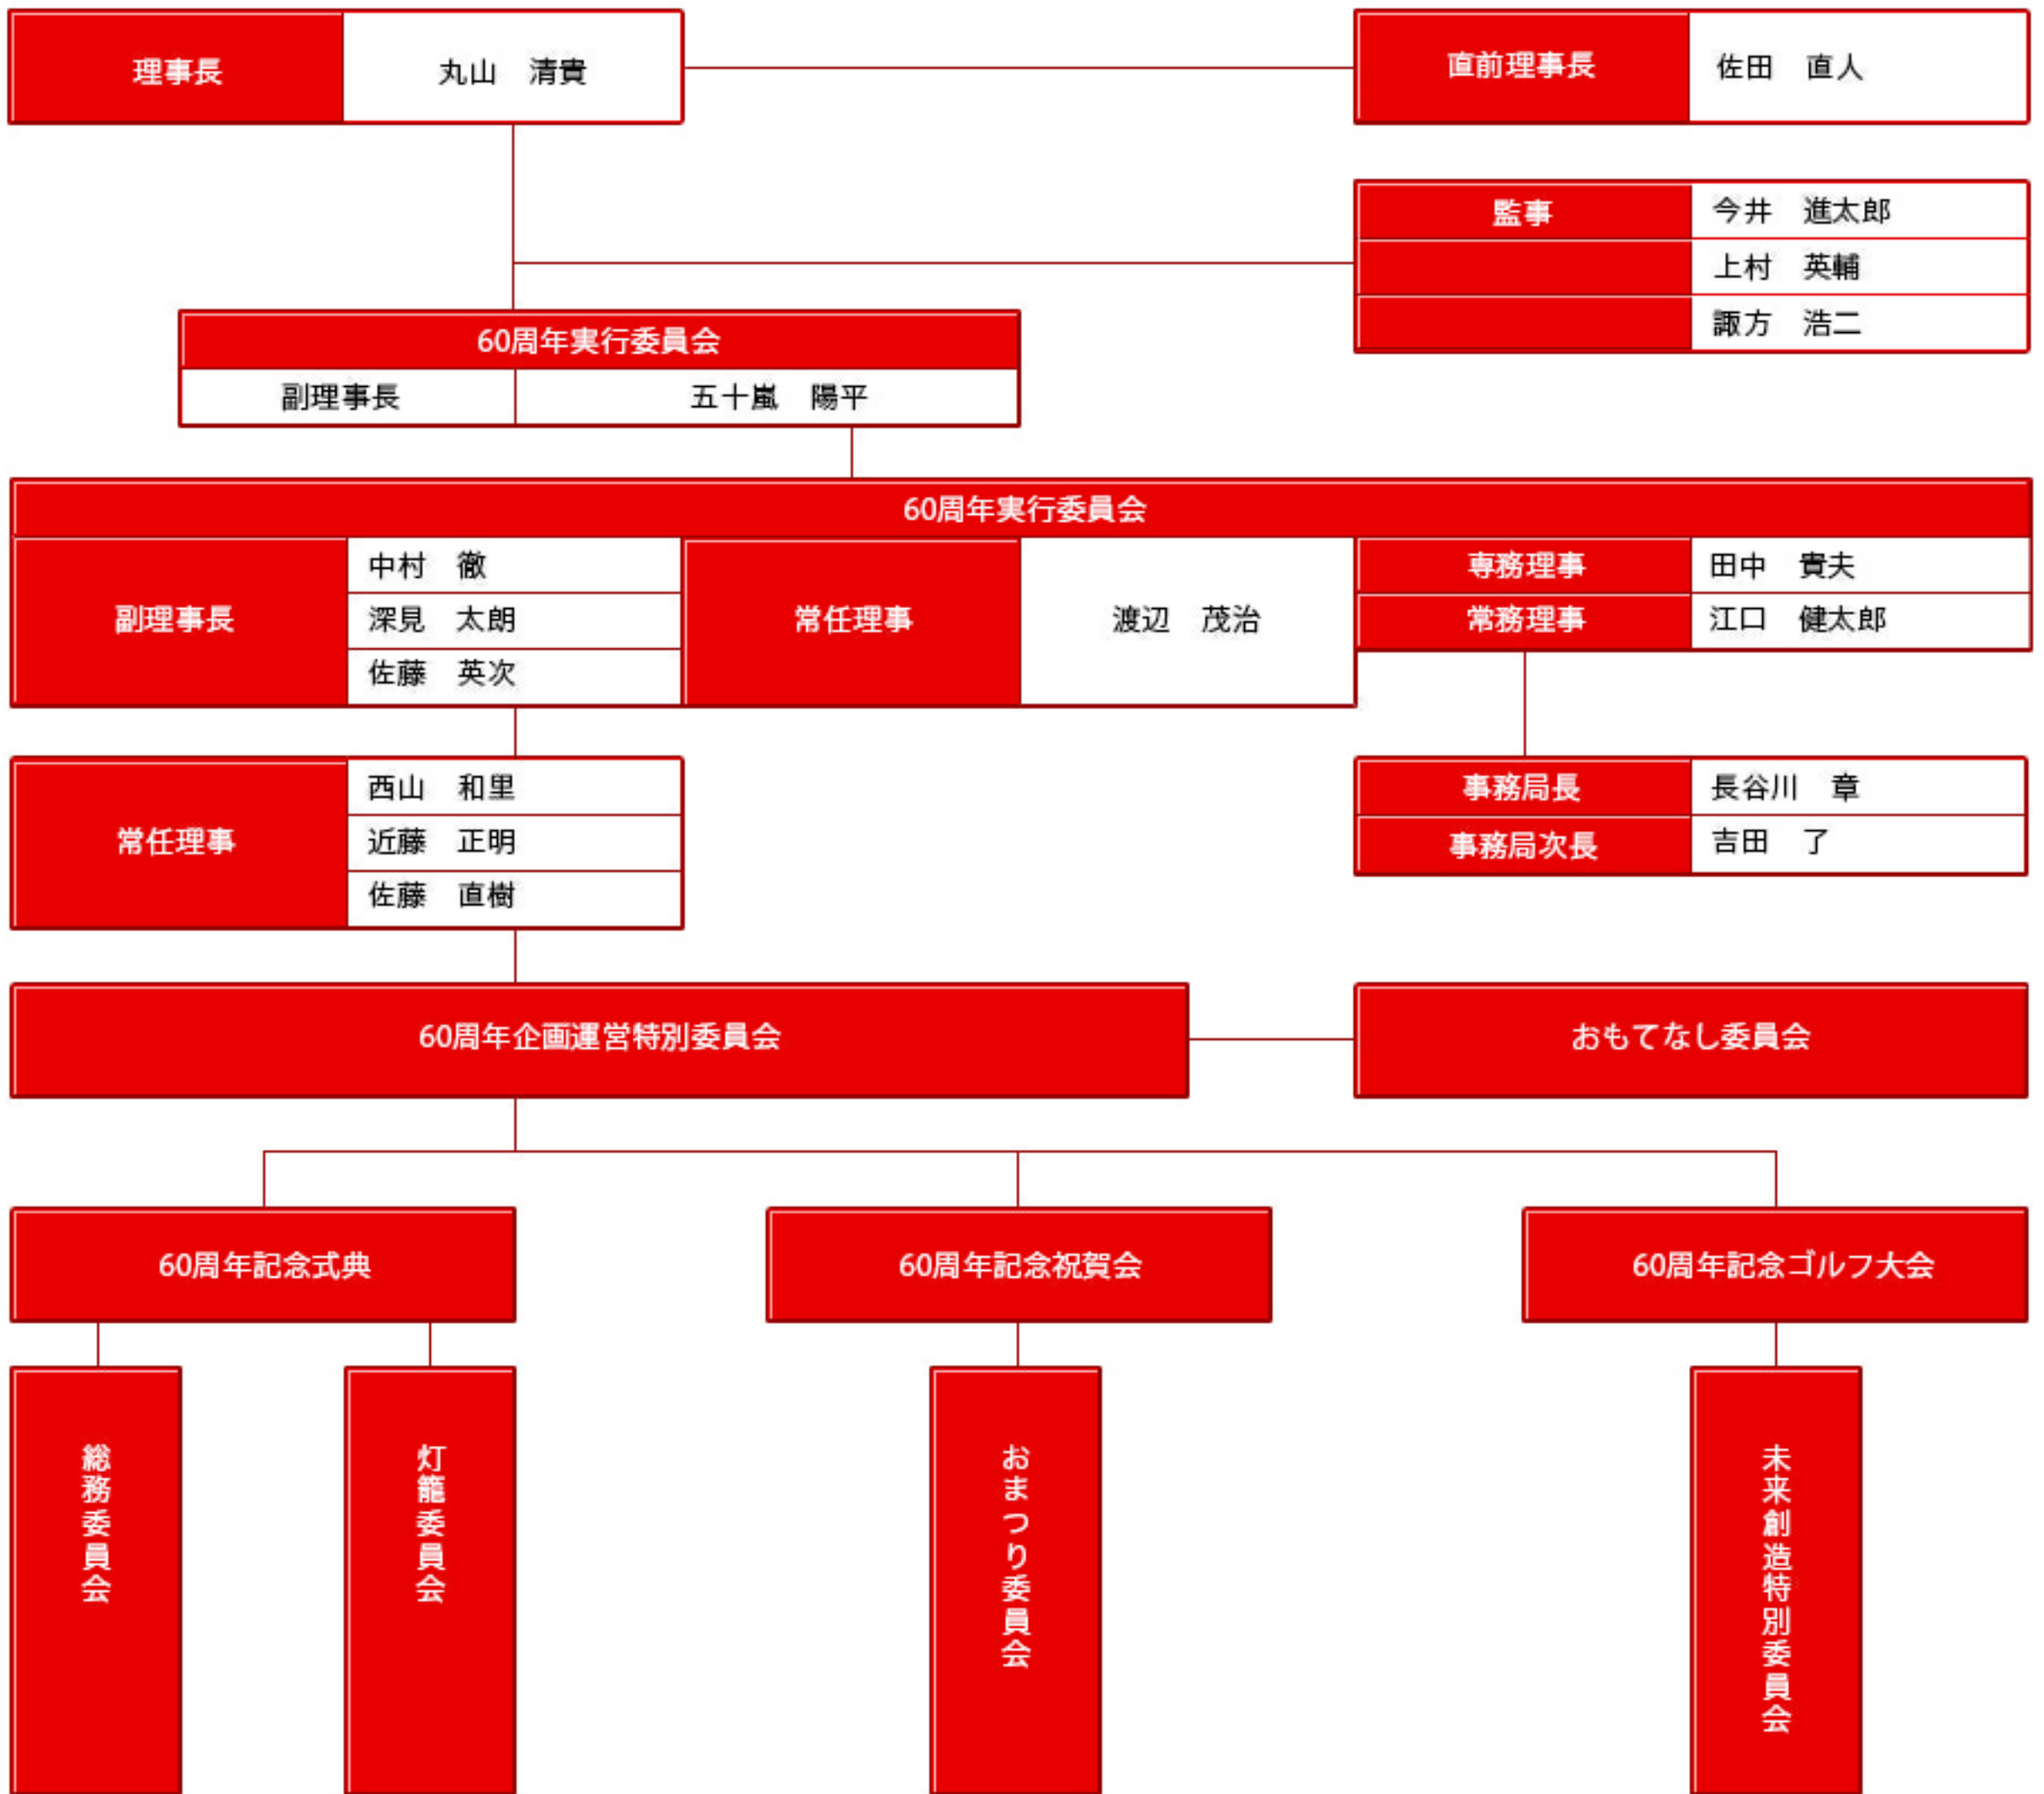 理事長 丸山　清貴
直前理事長 佐田　直人
監事 今井　進太郎
上村　英輔
諏方　浩二
60周年実行委員会
副理事長 五十嵐　陽平
60周年実行委員会
副理事長
中村　徹
深見　太朗
佐藤　英次
常任理事 渡辺　茂治
専務理事 田中　貴夫
常務理事 江口　健太郎
常任理事
西山　和里
近藤　正明
佐藤　直樹
事務局長 長谷川　章
事務局次長 吉田　了
60周年企画運営特別委員会
おもてなし委員会
60周年記念式典
60周年記念祝賀会
60周年記念ゴルフ大会
総務委員会
灯籠委員会
おまつり委員会
未来創造特別委員会